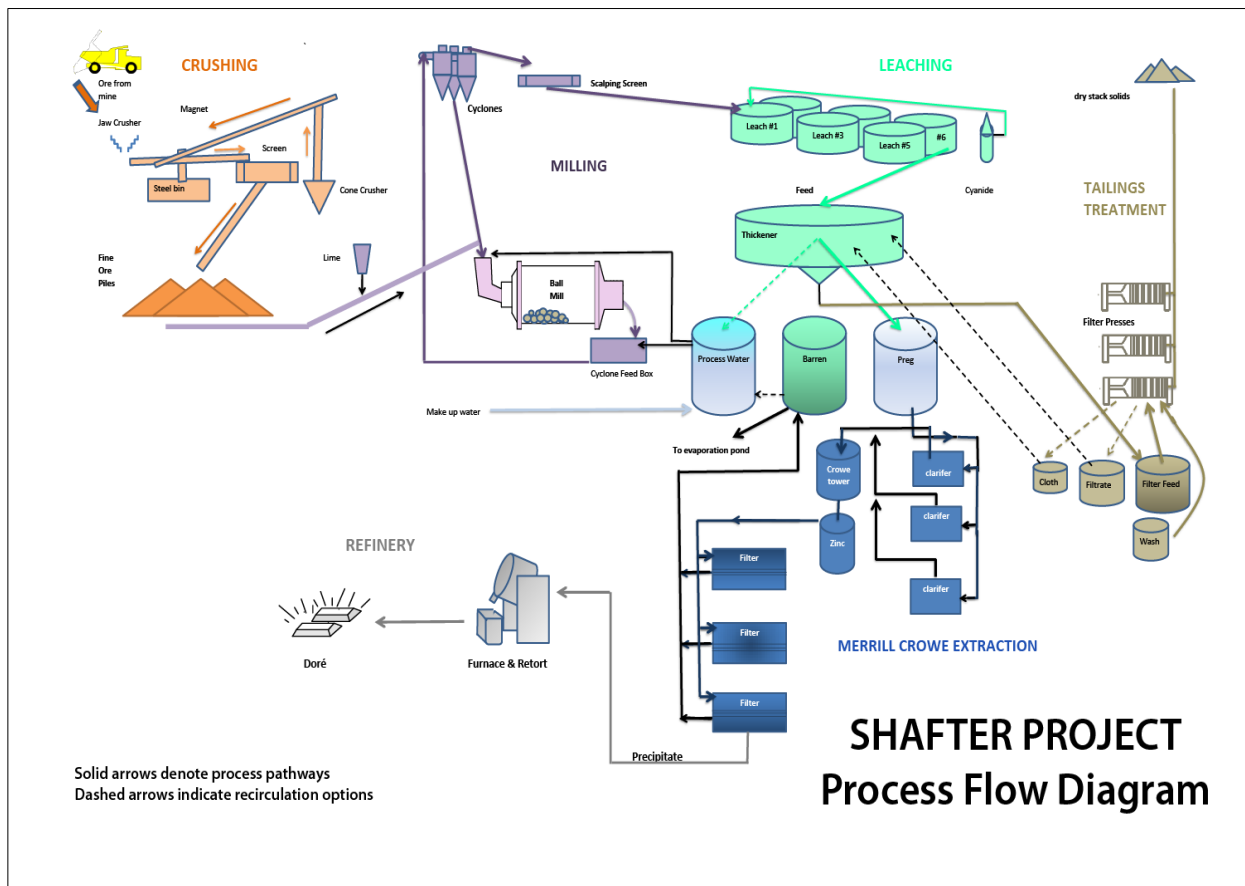 CRUSHING
Ore from
mine
Jaw Crusher
Magnet
Screen
Steel bin
Cone Crusher
Fine
Ore
Piles
Lime
MILLING
Cyclones
Scalping Screen
Ball
Mill
Cyclone Feed Box
LEACHING
Leach #1
Leach #3
Leach #5
#6
Cyanide
Feed
Thickener
dry stack solids
TAILINGS
TREATMENT
Filter Presses
Process Water
Barren
Preg
Make up water
To evaporation pond
Crowe
tower
Zinc
clarifer
clarifer
clarifer
Cloth
Filtrate
Filter Feed
Wash
Filter
Filter
Filter
MERRILL CROWE EXTRACTION
REFINERY
Doré
Furnace & Retort
Precipitate
Solid arrows denote process pathways
Dashed arrows indicate recirculation options
SHAFTER PROJECT
Process Flow Diagram